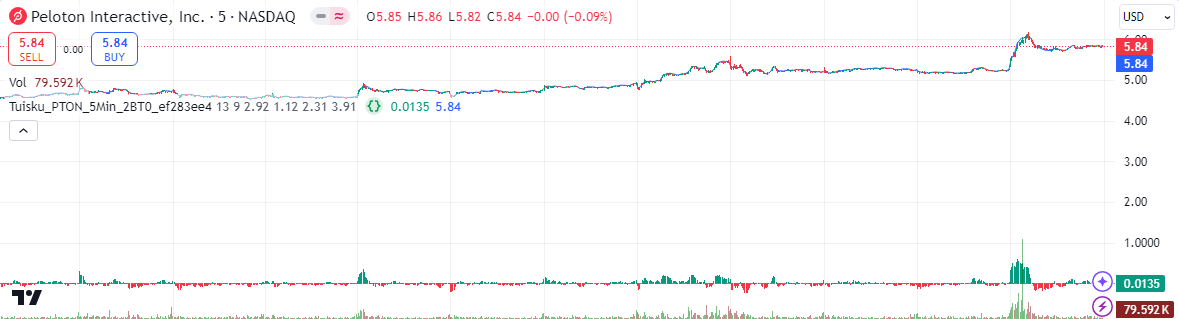 Peloton Interactive, Inc. · 5 · NASDAQ O5.85 H5.86 L5.82 C5.84 −0.00 (−0.09%)
USD
5.84 SELL
0.00
5.84 BUY
Vol 79.592 K
Tuisku_PTON_5Min_2BT0_ef283ee4 13 9 2.92 1.12 2.31 3.91 {} 0.0135 5.84
5.84
5.84
5.00
4.00
3.00
2.00
1.0000
0.0135
79.592 K